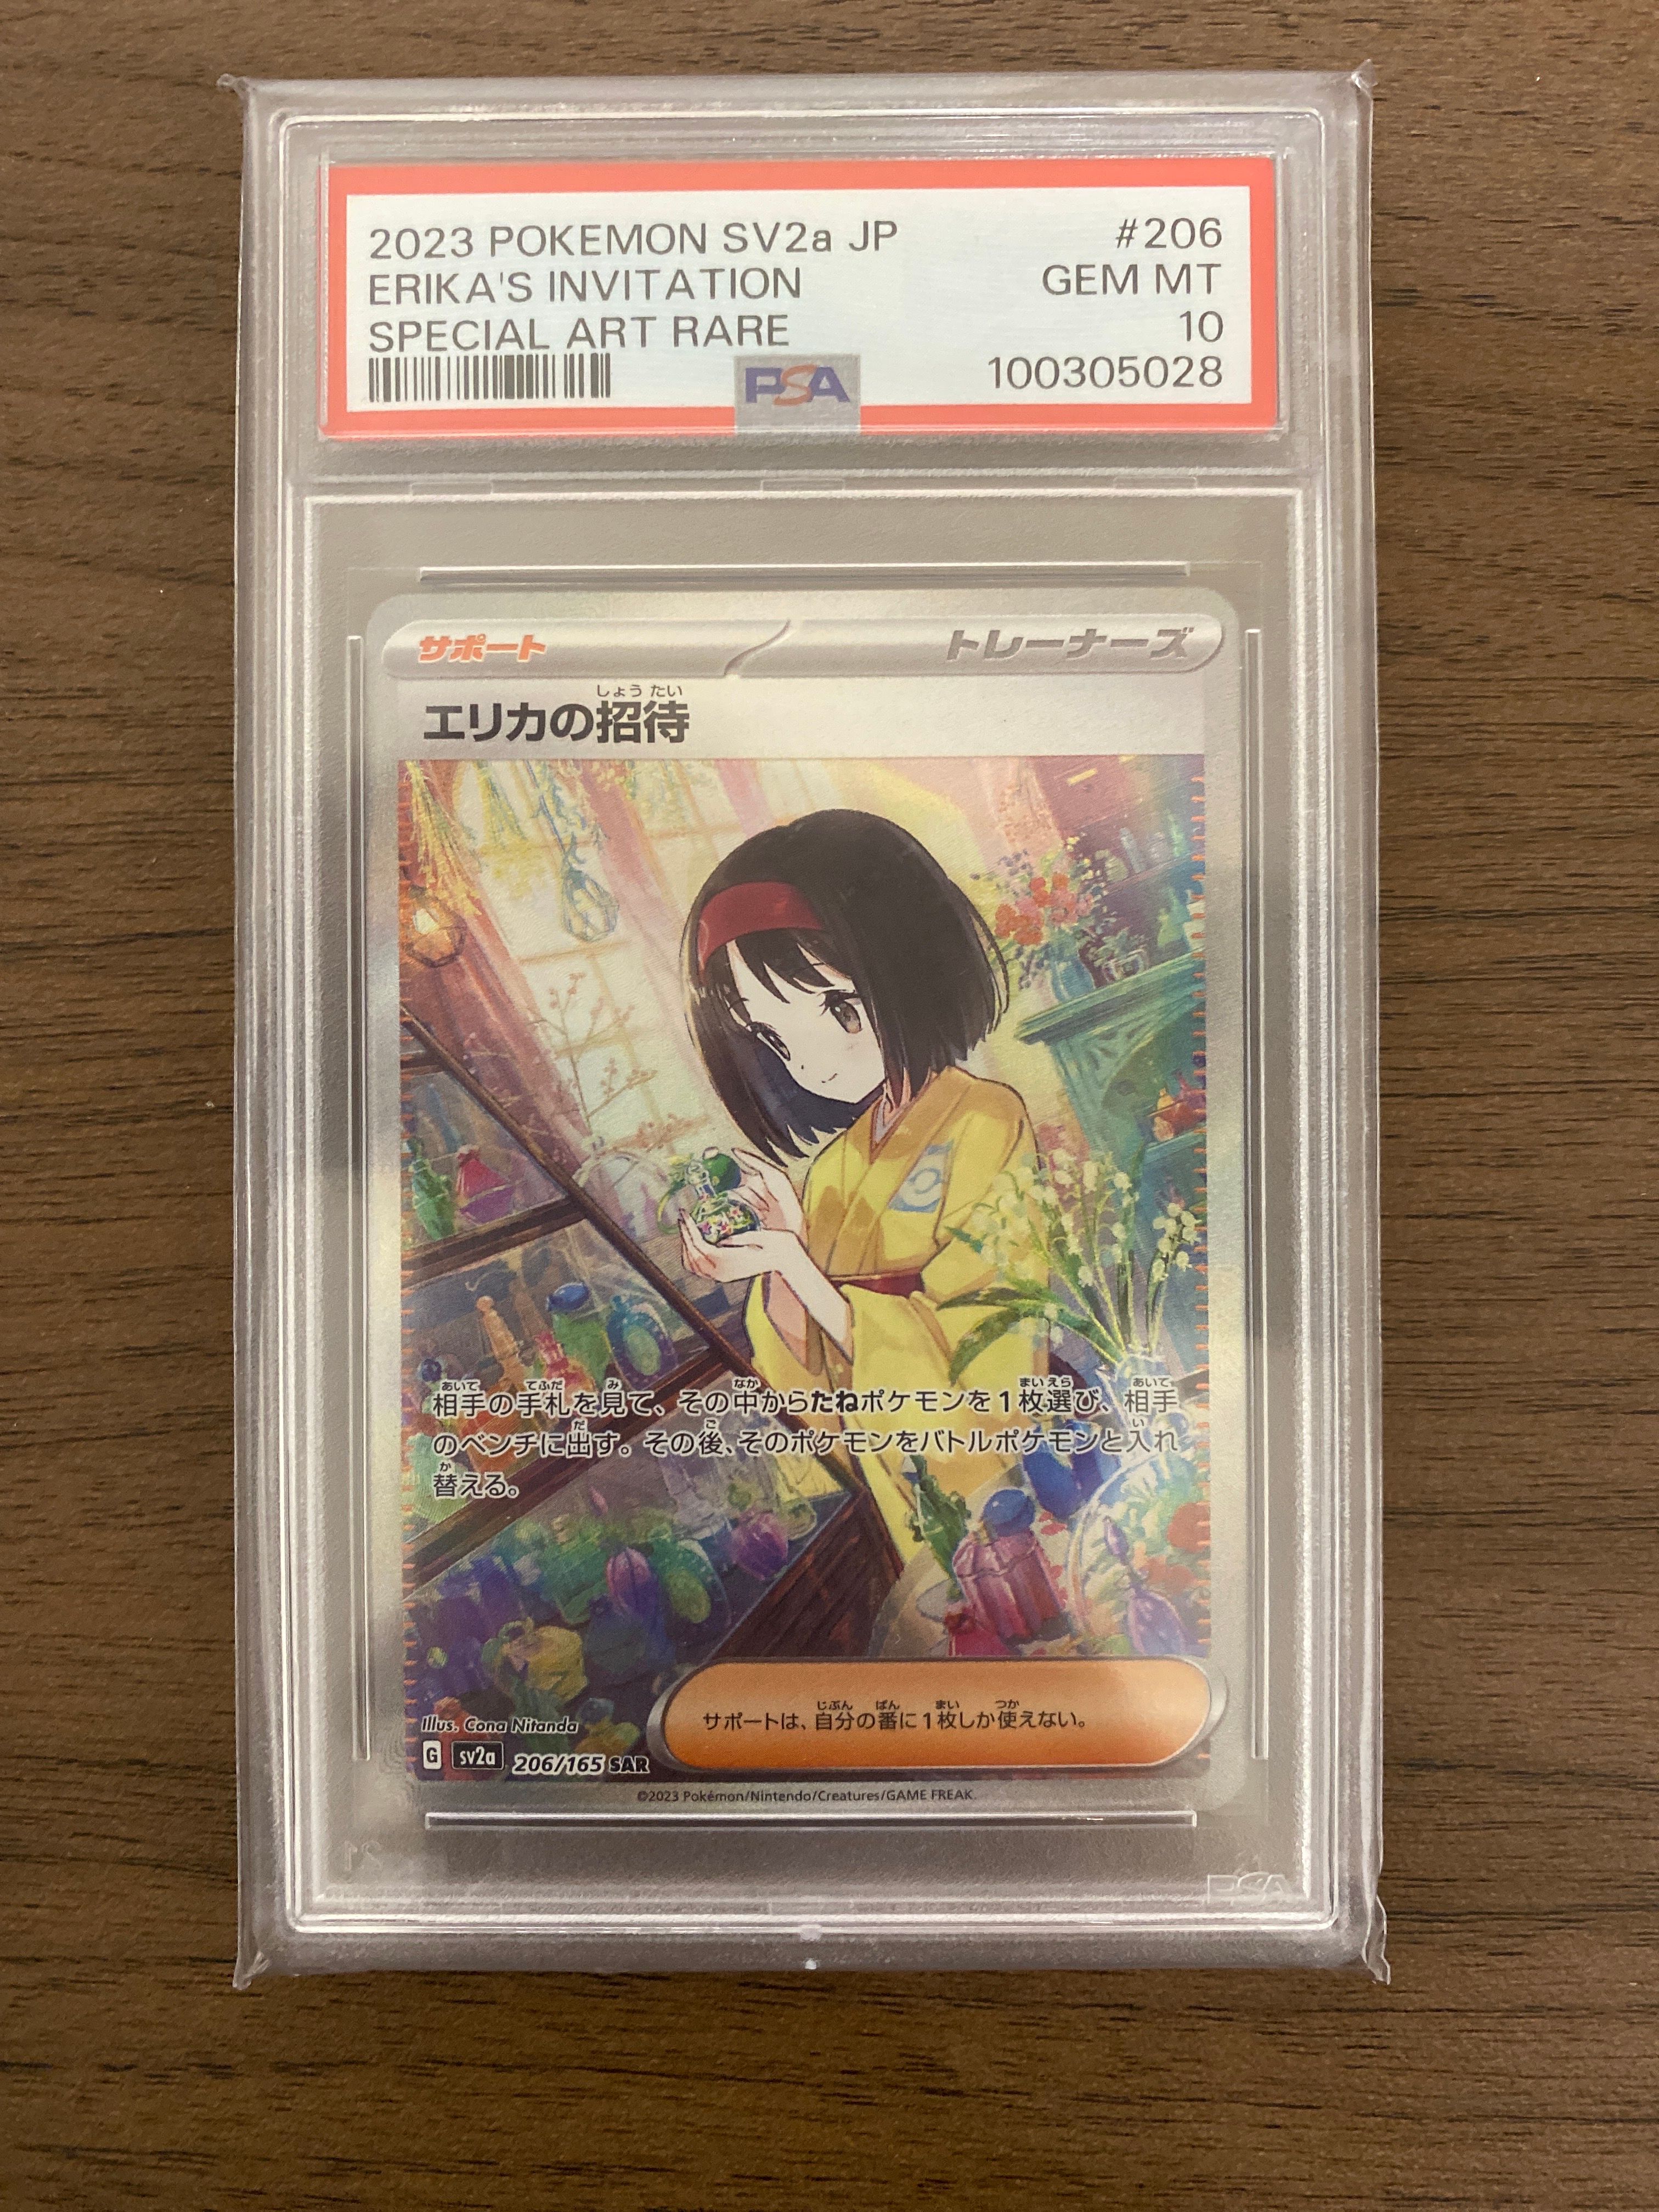 2023 POKEMON SV2a JP #206
ERIKA'S INVITATION GEM MT
SPECIAL ART RARE 10
PSA 100305028
サポート トレーナーズ
しょう たい
エリカの招待
あいて てふだ み なか まい えら あいて
相手の手札を見て、その中からたねポケモンを1枚選び、相手
だ ご い
のベンチに出す。その後、そのポケモンをバトルポケモンと入れ
か
替える。
じぶん ばん まい つか
サポートは、自分の番に1枚しか使えない。
Illus. Cona Nitanda
G sv2a 206/165 SAR
©2023 Pokémon/Nintendo/Creatures/GAME FREAK.
PSA